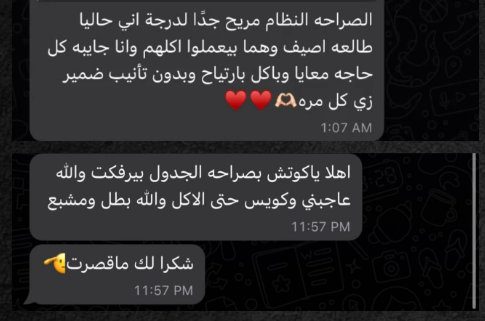 الصراحه النظام مريح جدًا لدرجة اني حاليا
طالعه اصيف وهما بيعملوا اكلهم وانا جايبه كل
حاجه معايا وباكل بارتياح وبدون تأنيب ضمير
زي كل مره🫶🏼♥️♥️
1:07 AM
اهلا ياكوتش بصراحه الجدول بيرفكت والله
عاجبني وكويس حتى الاكل والله بطل ومشبع
11:57 PM
شكرا لك ماقصرت🫡
11:57 PM